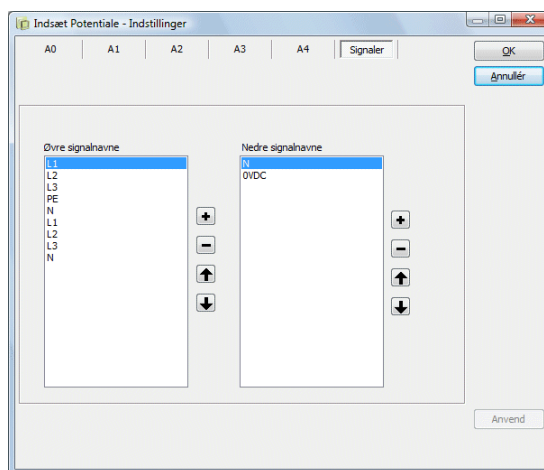 Indsæt Potentiale - Indstillinger
A0 A1 A2 A3 A4 Signaler
OK
Annullér
Øvre signalnavne
L1
L2
L3
PE
N
L1
L2
L3
N
Nedre signalnavne
N
0VDC
Anvend